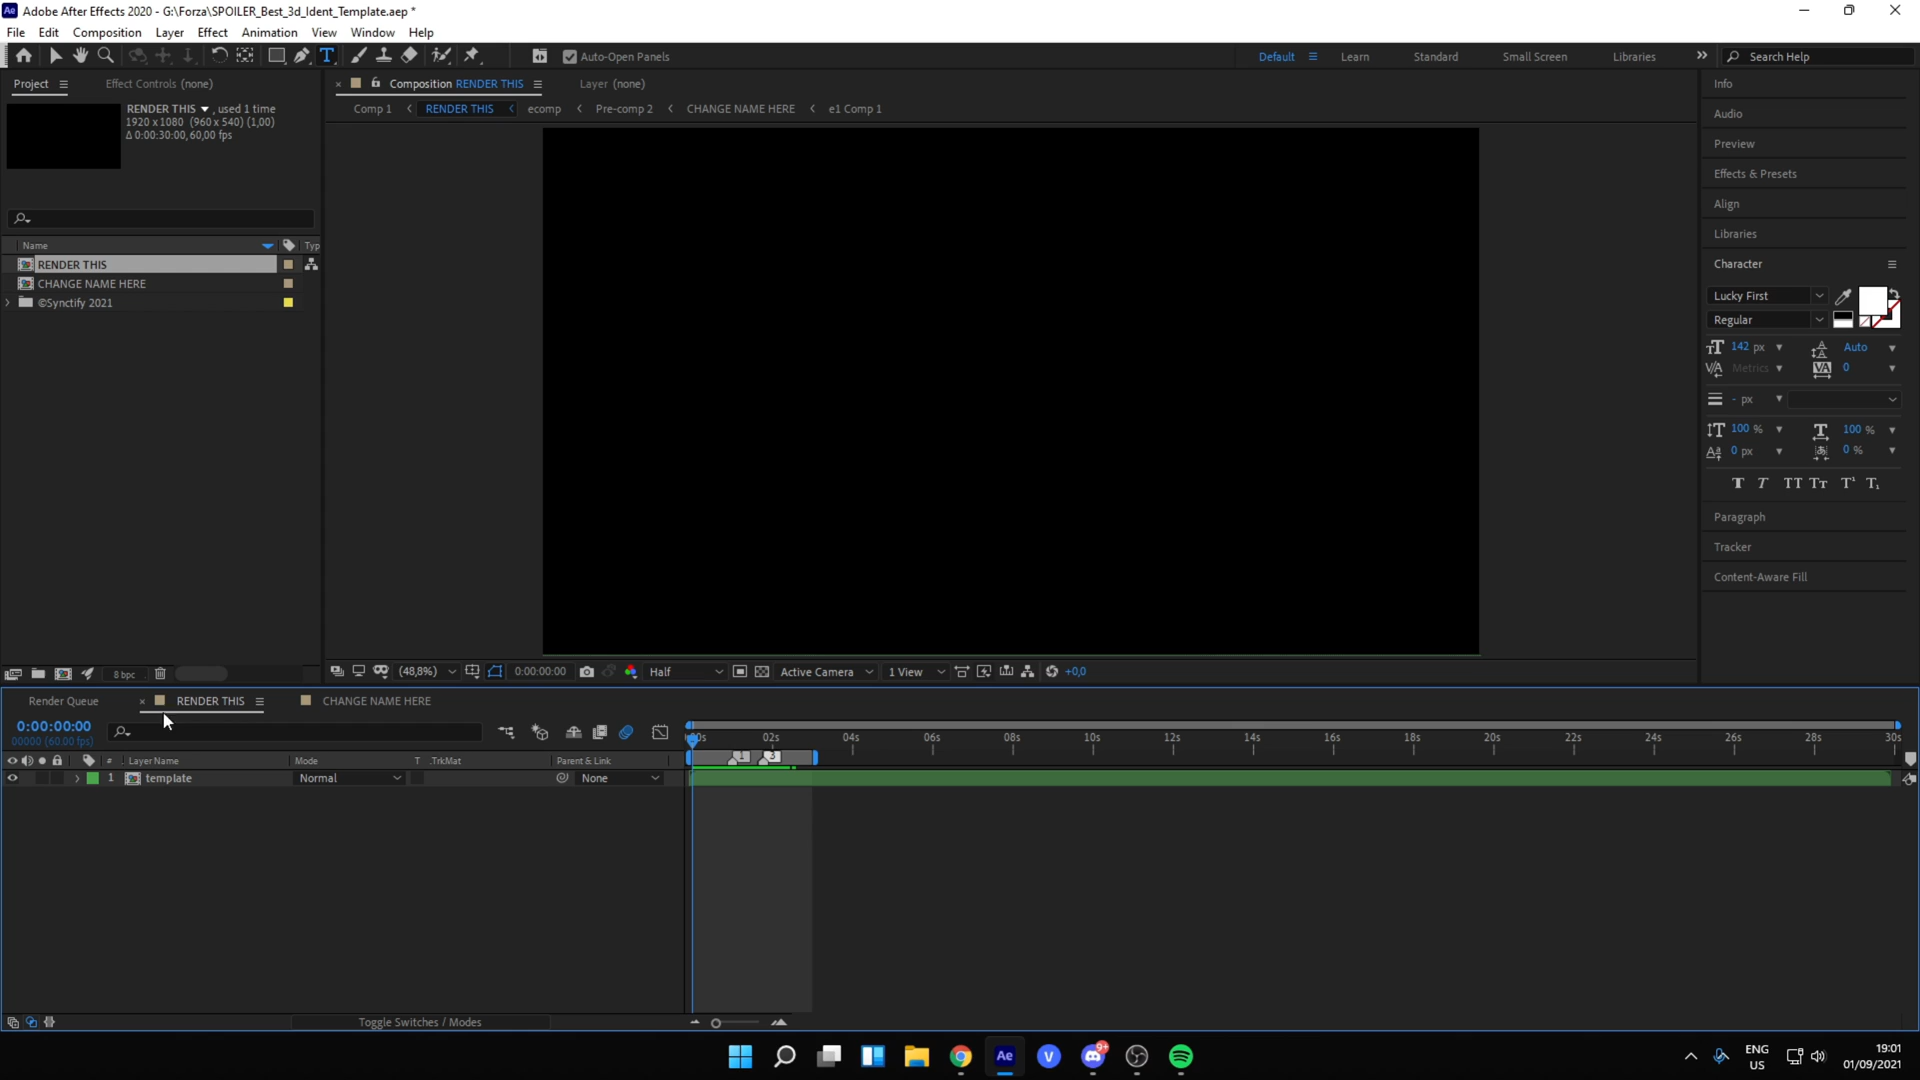 Adobe After Effects 2020 - G:\Forza\SPOILER_Best_3d_Ident_Template.aep *
File Edit Composition Layer Effect Animation View Window Help
Auto-Open Panels
Default Learn Standard Small Screen Libraries Search Help
Project Effect Controls (none)
RENDER THIS , used 1 time
1920 x 1080 (960 x 540) (1,00)
Δ 0:00:30:00, 60,00 fps
Name Typ
RENDER THIS
CHANGE NAME HERE
©Synctify 2021
8 bpc
Composition RENDER THIS Layer (none)
Comp 1 RENDER THIS ecomp Pre-comp 2 CHANGE NAME HERE e1 Comp 1
(48,8%) 0:00:00:00 Half Active Camera 1 View +0,0
Info
Audio
Preview
Effects & Presets
Align
Libraries
Character
Lucky First
Regular
142 px Auto
Metrics 0
- px
100 % 100 %
0 px 0 %
Paragraph
Tracker
Content-Aware Fill
Render Queue RENDER THIS CHANGE NAME HERE
0:00:00:00
00000 (60.00 fps)
# Layer Name Mode T .TrkMat Parent & Link
1 template Normal None
00s 02s 04s 06s 08s 10s 12s 14s 16s 18s 20s 22s 24s 26s 28s 30s
1 3
Toggle Switches / Modes
Ae V 9+
ENG
US
19:01
01/09/2021